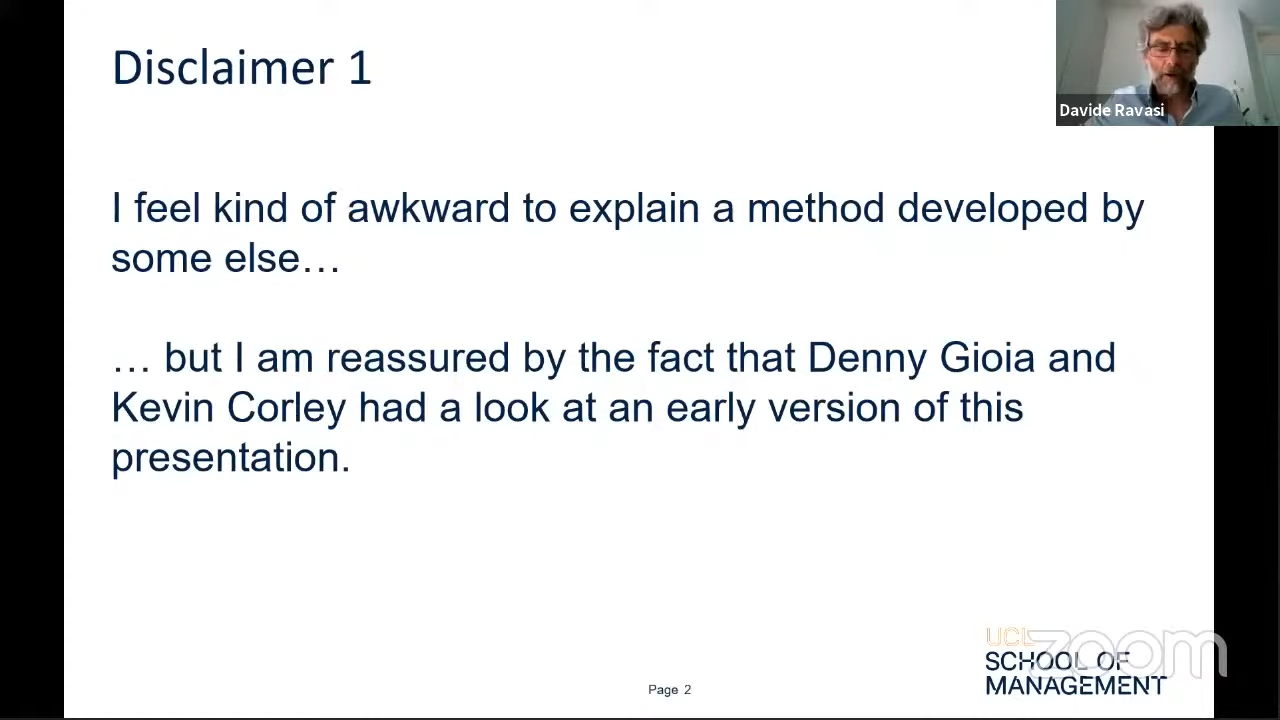 Disclaimer 1
Davide Ravasi
I feel kind of awkward to explain a method developed by
some else…
… but I am reassured by the fact that Denny Gioia and
Kevin Corley had a look at an early version of this
presentation.
UCL
zoom
SCHOOL OF
MANAGEMENT
Page 2